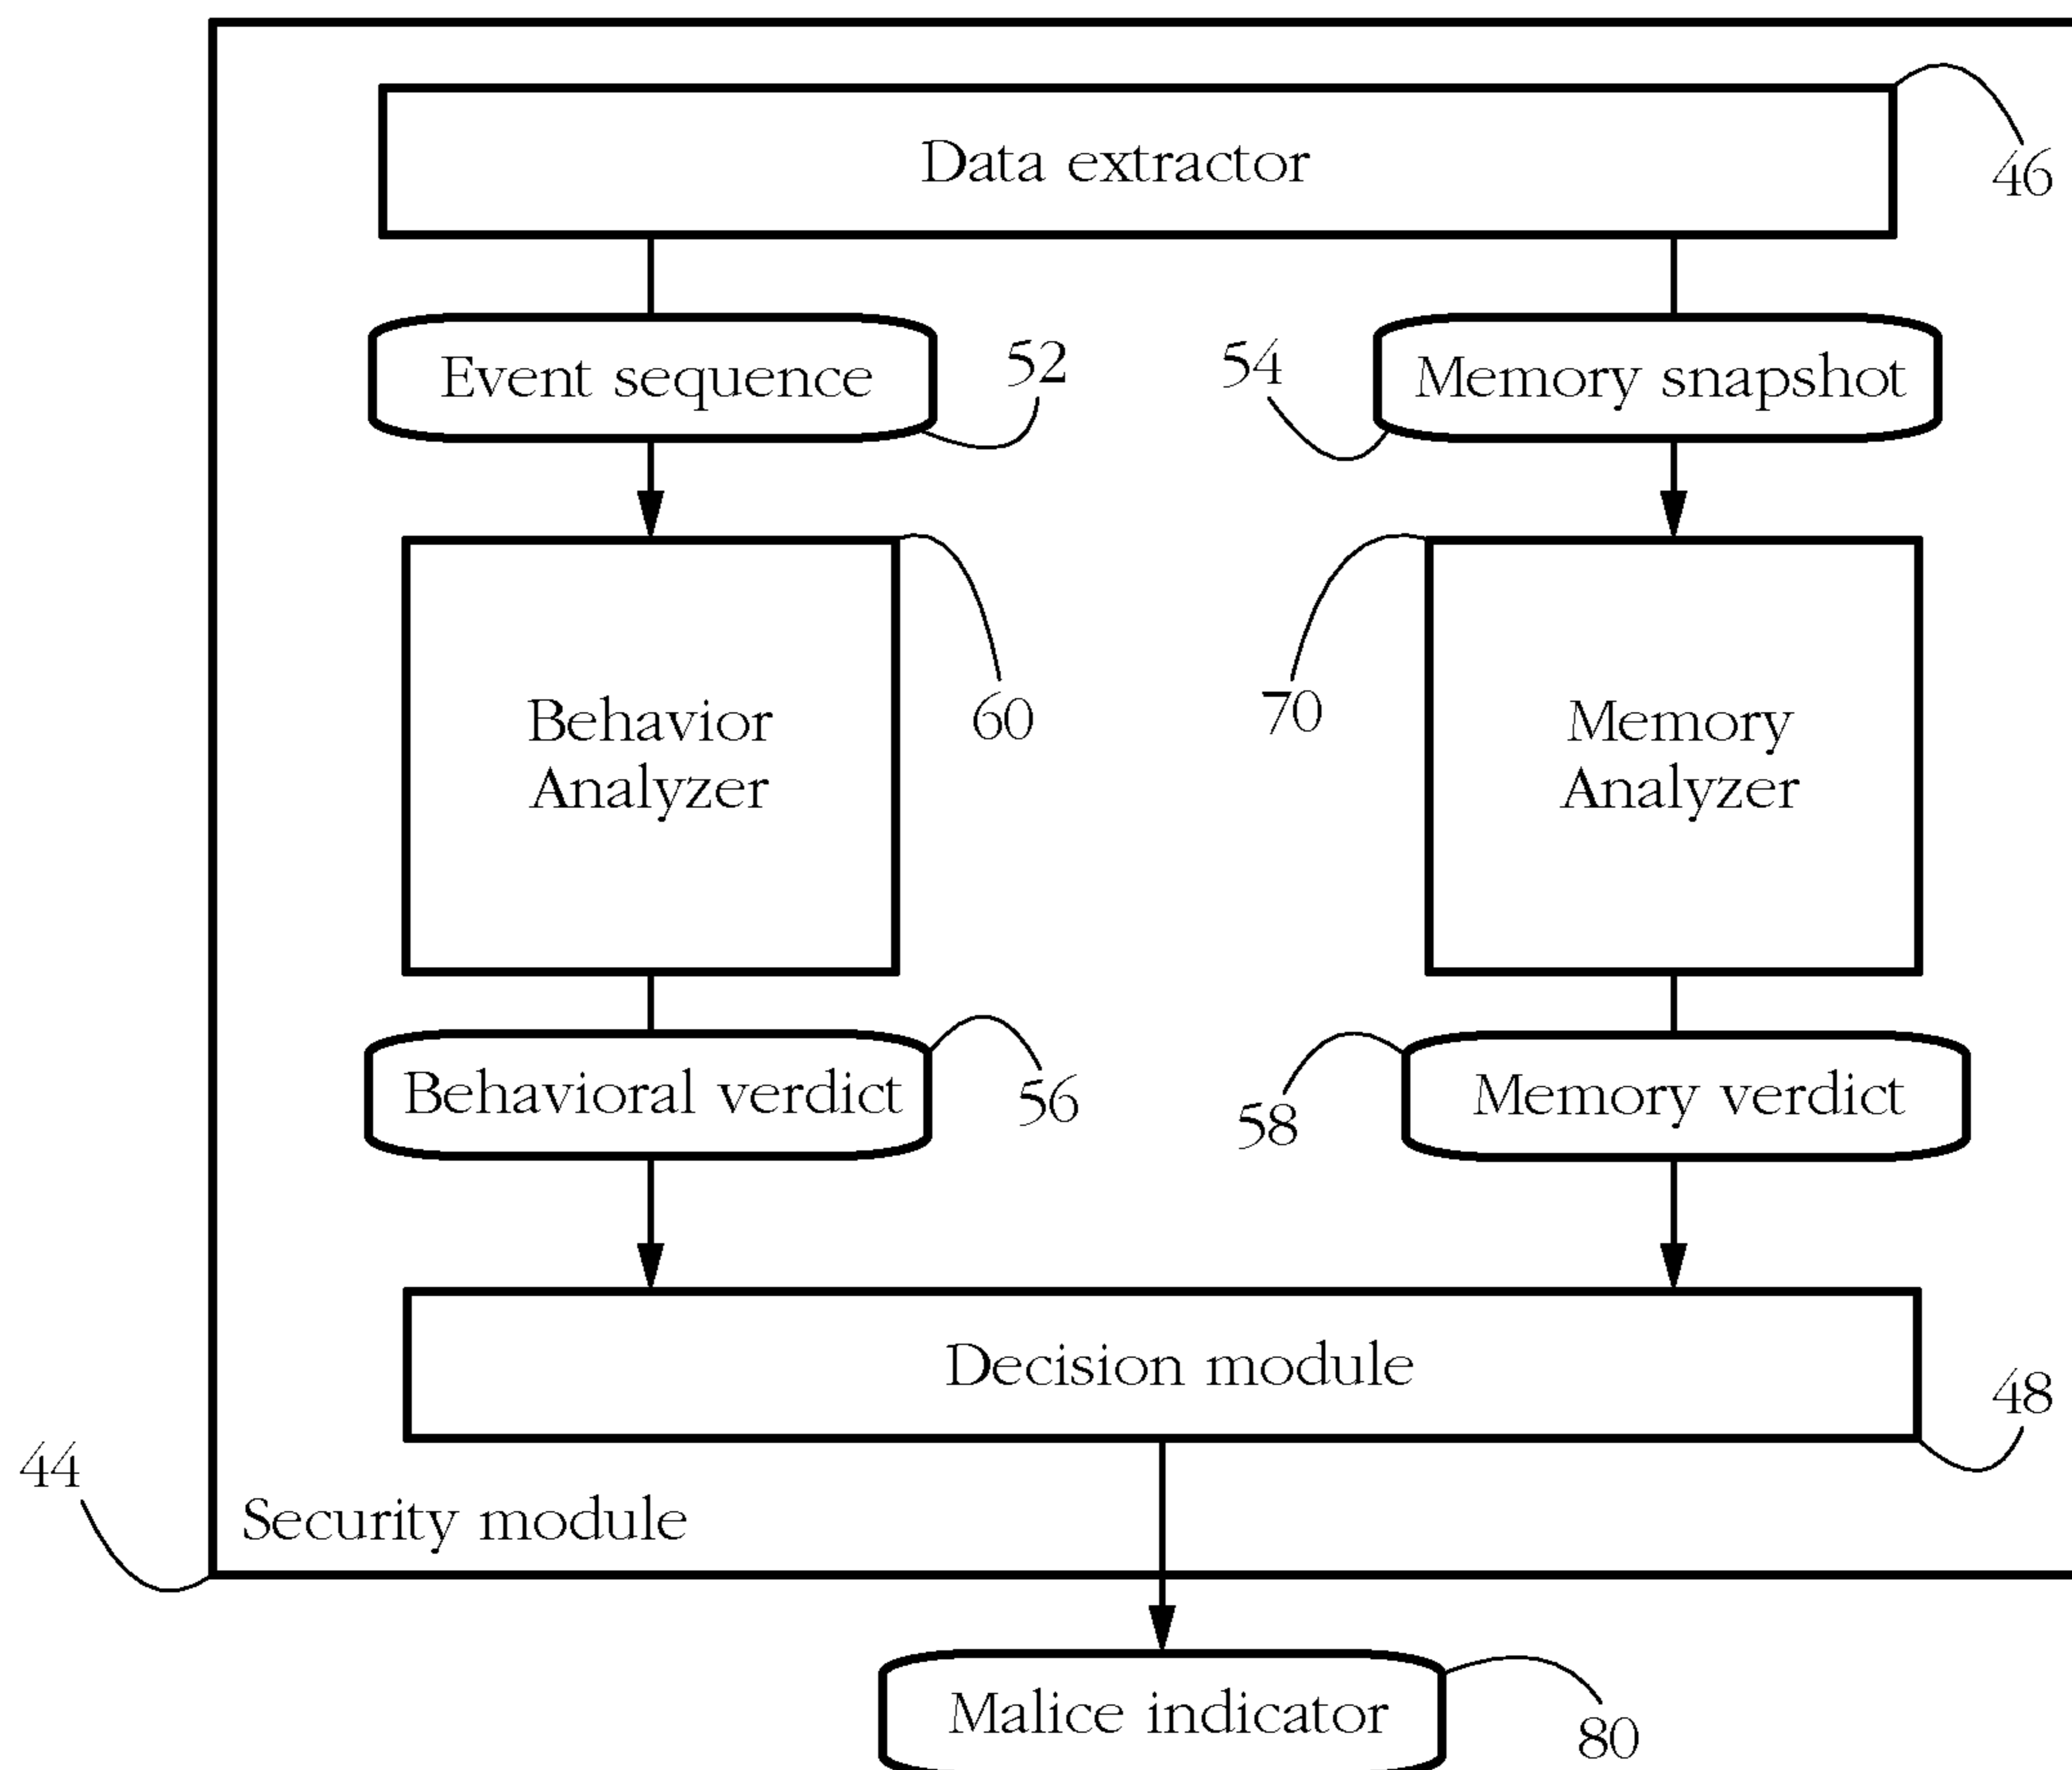 Data extractor
46
Event sequence
52
54
Memory snapshot
Behavior
Analyzer
60
70
Memory
Analyzer
Behavioral verdict
56
58
Memory verdict
Decision module
48
44
Security module
Malice indicator
80